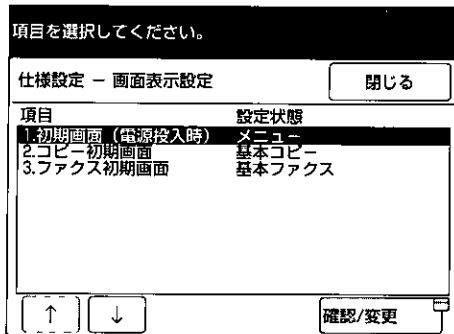 項目を選択してください。
仕様設定 － 画面表示設定 閉じる
項目 設定状態
1.初期画面（電源投入時） メニュー
2.コピー初期画面 基本コピー
3.ファクス初期画面 基本ファクス
↑ ↓ 確認/変更